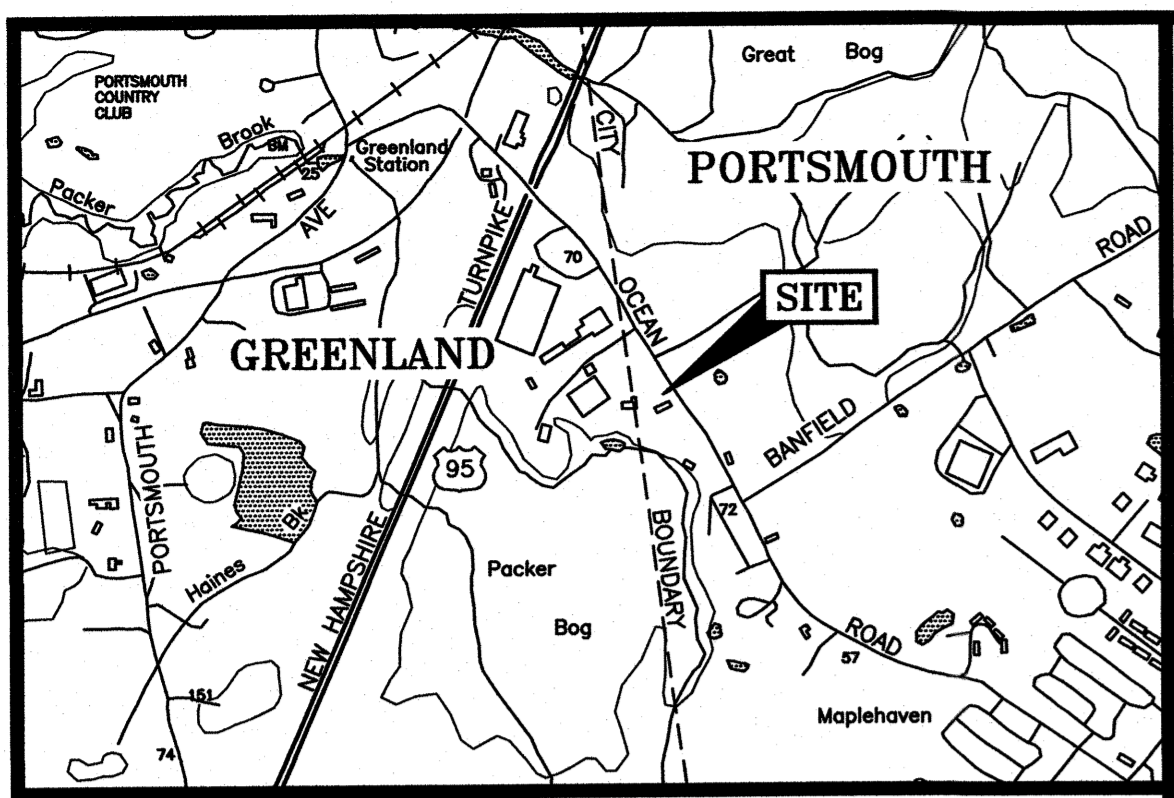 PORTSMOUTH
COUNTRY
CLUB
Great Bog
Brook
BM
Greenland
Station
CITY
PORTSMOUTH
25
Packer
AVE
TURNPIKE
70
ROAD
OCEAN
SITE
GREENLAND
BANFIELD
PORTSMOUTH
95
72
Bk.
BOUNDARY
Haines
Packer
Bog
NEW HAMPSHIRE
ROAD
57
151
Maplehaven
74